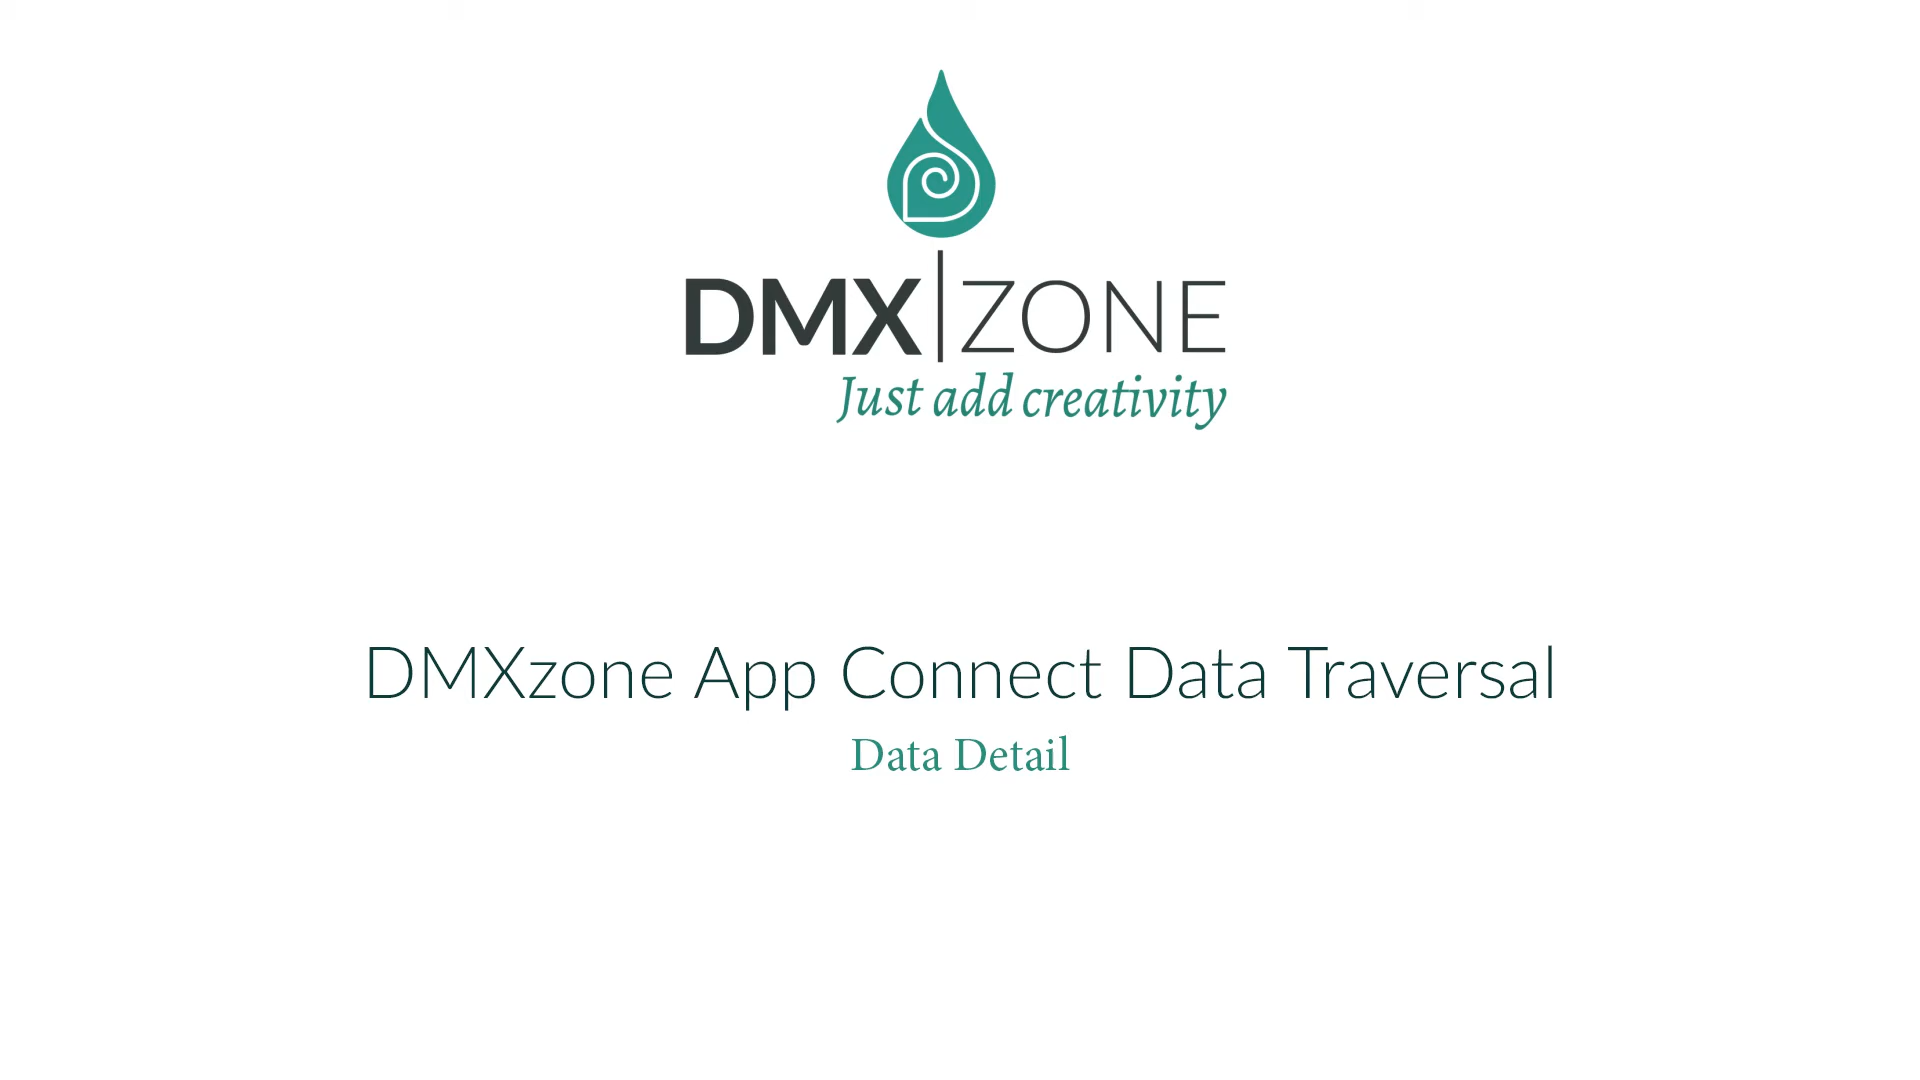 DMX|ZONE
Just add creativity
DMXzone App Connect Data Traversal
Data Detail